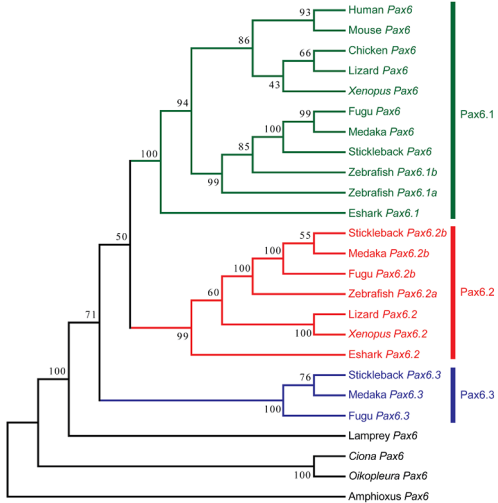 Human Pax6
93
Mouse Pax6
86
Chicken Pax6
66
Lizard Pax6
43
Xenopus Pax6
94
Fugu Pax6
99
Medaka Pax6
100
Stickleback Pax6
85
Zebrafish Pax6.1b
99
Zebrafish Pax6.1a
100
Eshark Pax6.1
Pax6.1
50
Stickleback Pax6.2b
55
Medaka Pax6.2b
100
Fugu Pax6.2b
100
Zebrafish Pax6.2a
60
Lizard Pax6.2
Xenopus Pax6.2
100
99
Eshark Pax6.2
Pax6.2
71
Stickleback Pax6.3
76
Medaka Pax6.3
100
Fugu Pax6.3
Pax6.3
100
Lamprey Pax6
Ciona Pax6
100
Oikopleura Pax6
Amphioxus Pax6